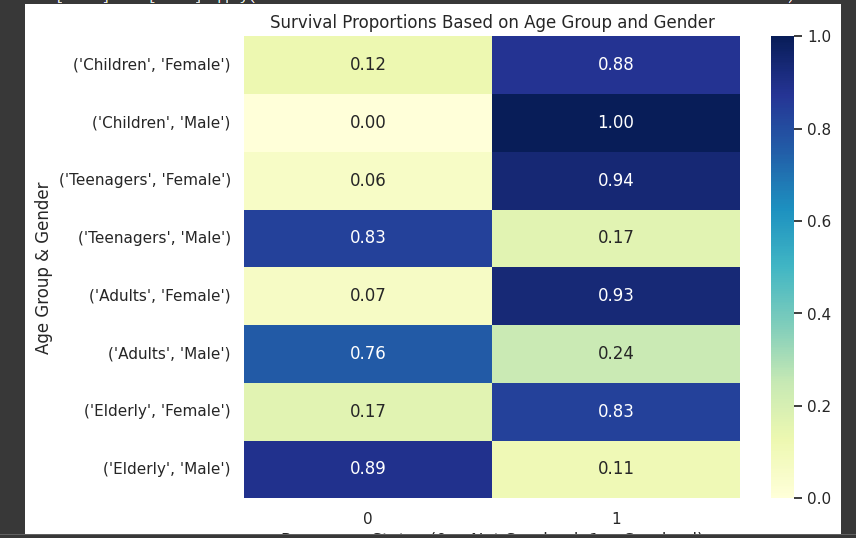 Survival Proportions Based on Age Group and Gender
Age Group & Gender
('Children', 'Female') 0.12 0.88
('Children', 'Male') 0.00 1.00
('Teenagers', 'Female') 0.06 0.94
('Teenagers', 'Male') 0.83 0.17
('Adults', 'Female') 0.07 0.93
('Adults', 'Male') 0.76 0.24
('Elderly', 'Female') 0.17 0.83
('Elderly', 'Male') 0.89 0.11
0 1
1.0
0.8
0.6
0.4
0.2
0.0